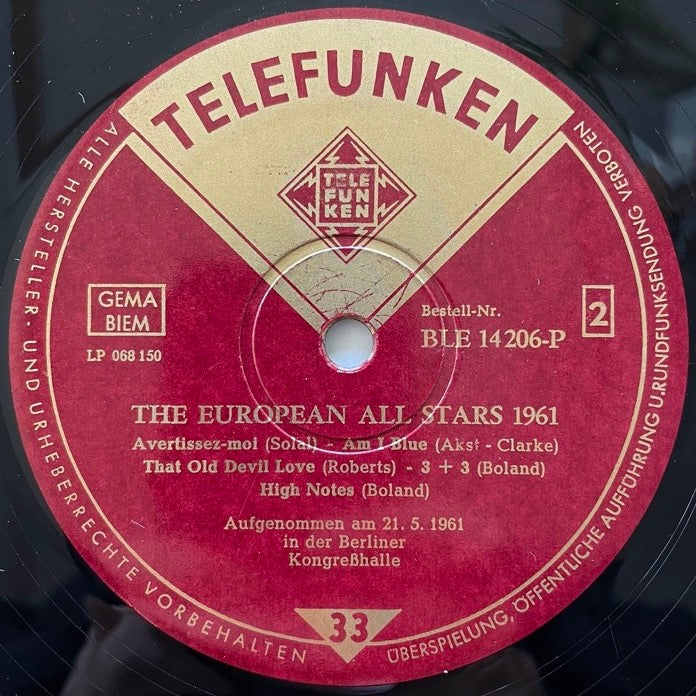 TELEFUNKEN
TELE
FUN
KEN
GEMA
BIEM
LP 068 150
Bestell-Nr.
BLE 14206-P
2
THE EUROPEAN ALL STARS 1961
Avertissez-moi (Solal) - Am I Blue (Akst - Clarke)
That Old Devil Love (Roberts) - 3 + 3 (Boland)
High Notes (Boland)
Aufgenommen am 21. 5. 1961
in der Berliner
Kongreßhalle
33
ALLE HERSTELLER- UND URHEBERRECHTE VORBEHALTEN
ÜBERSPIELUNG, ÖFFENTLICHE AUFFÜHRUNG U. RUNDFUNKSENDUNG VERBOTEN